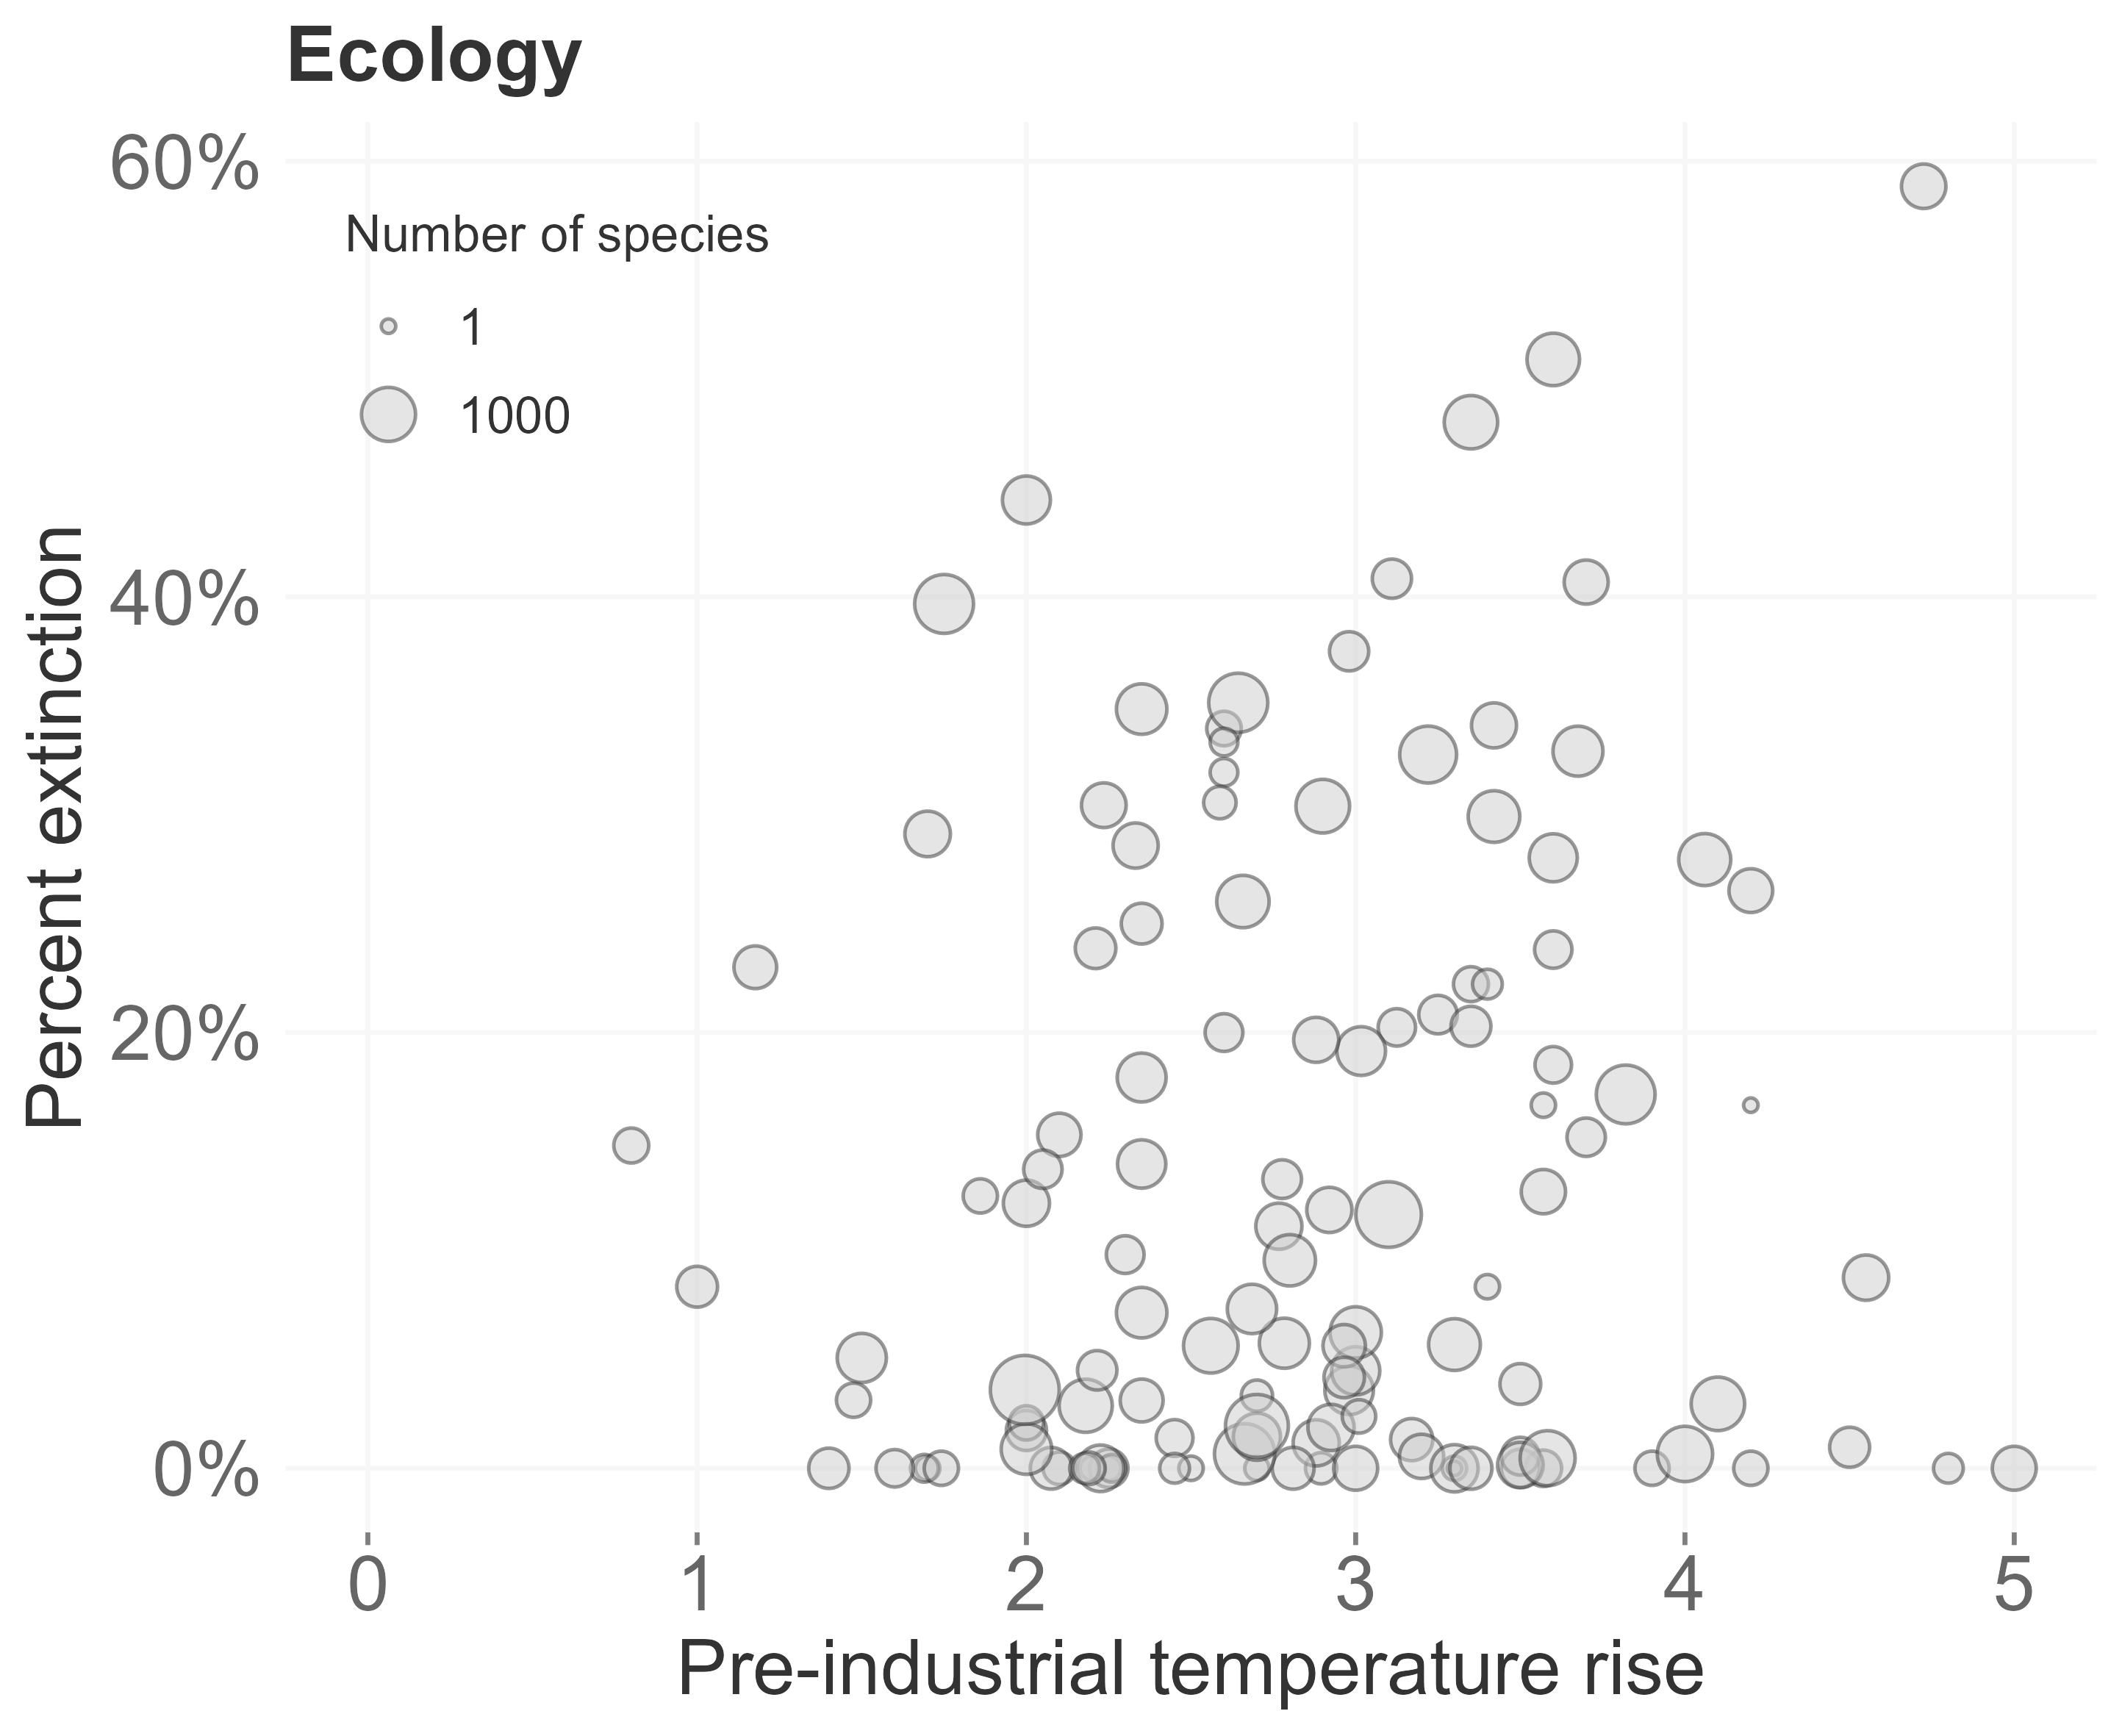 Ecology
60%
Number of species
1
1000
40%
20%
0%
Percent extinction
0 1 2 3 4 5
Pre-industrial temperature rise